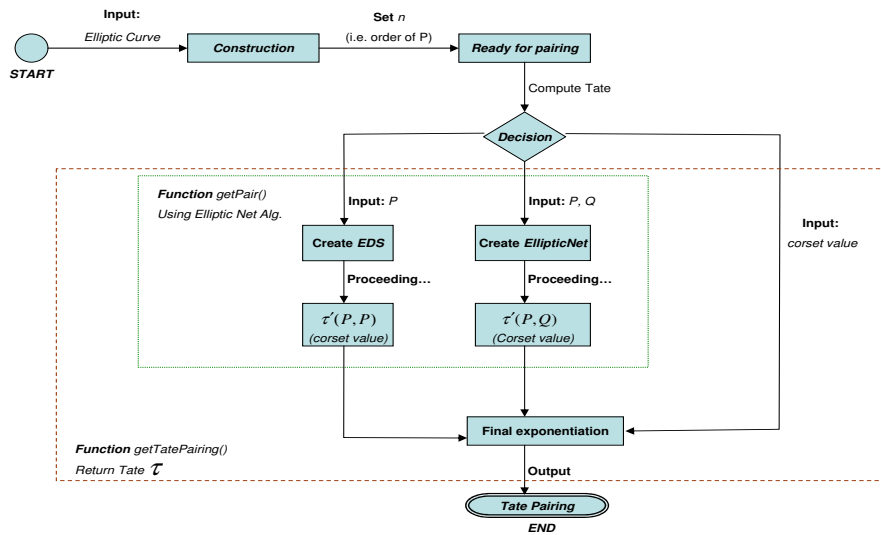 Input:
Elliptic Curve
START
Construction
Set n
(i.e. order of P)
Ready for pairing
Compute Tate
Decision
Function getPair()
Using Elliptic Net Alg.
Input: P
Input: P, Q
Input:
corset value
Create EDS
Create EllipticNet
Proceeding...
Proceeding...
τ′(P, P)
(corset value)
τ′(P,Q)
(Corset Value)
Final exponentiation
Function getTatePairing()
Return Tate τ
Output
Tate Pairing
END